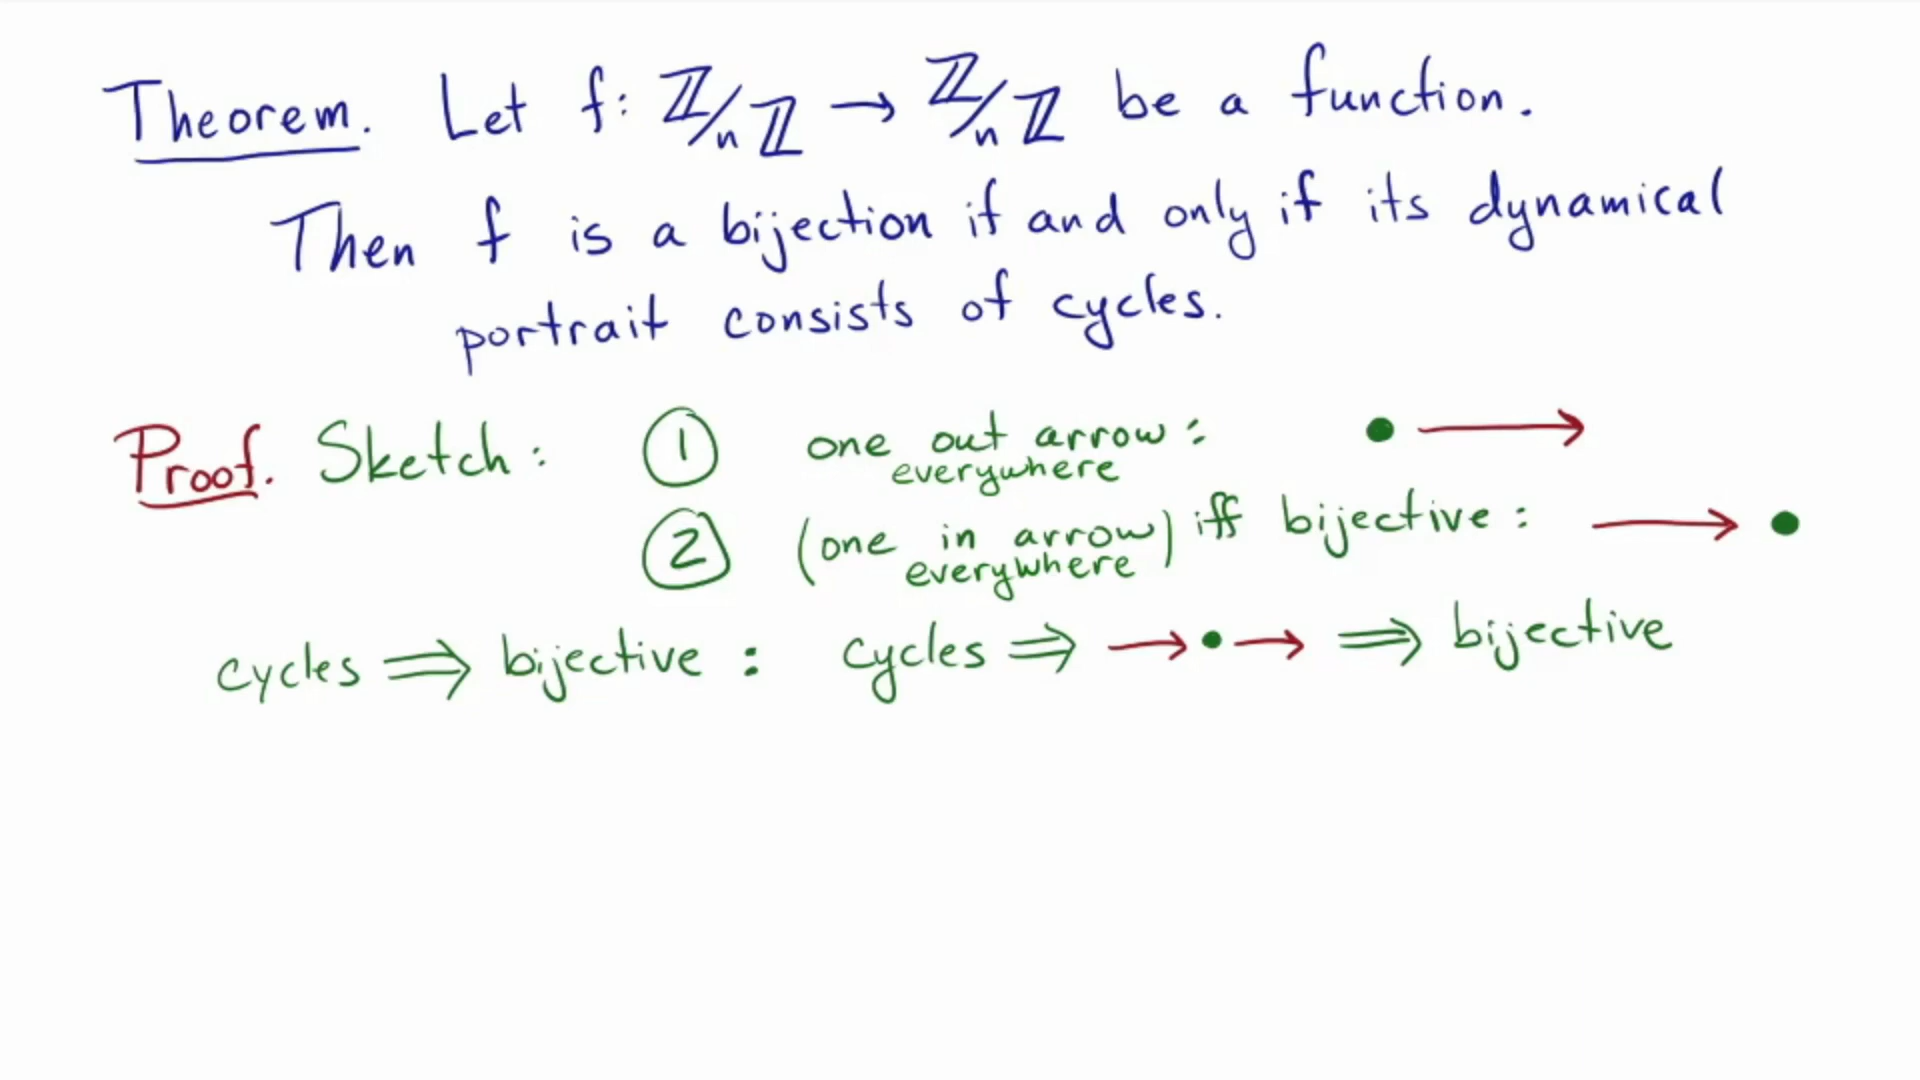 Theorem. Let f: ℤ/nℤ → ℤ/nℤ be a function.
Then f is a bijection if and only if its dynamical
portrait consists of cycles.
Proof. Sketch: ① one out arrow: • →
everywhere
② (one in arrow) iff bijective: → •
everywhere
cycles ⟹ bijective : cycles ⟹ → • → ⟹ bijective